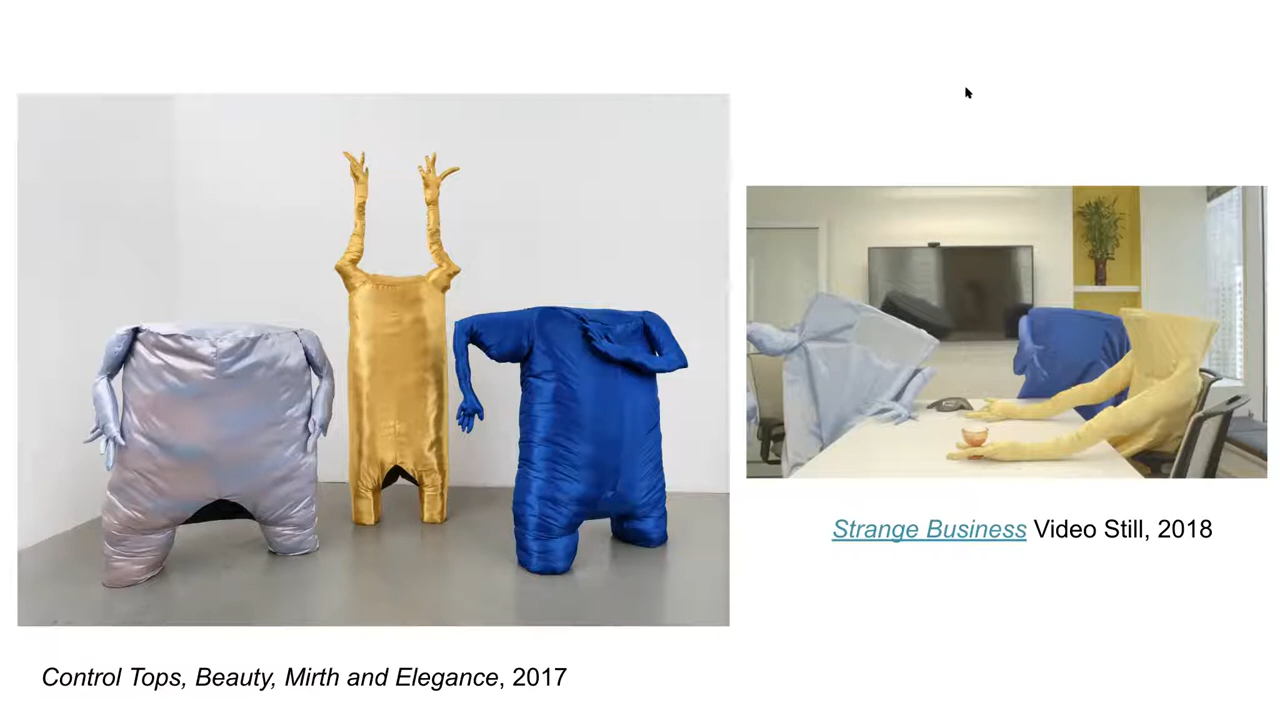 Strange Business Video Still, 2018
Control Tops, Beauty, Mirth and Elegance, 2017